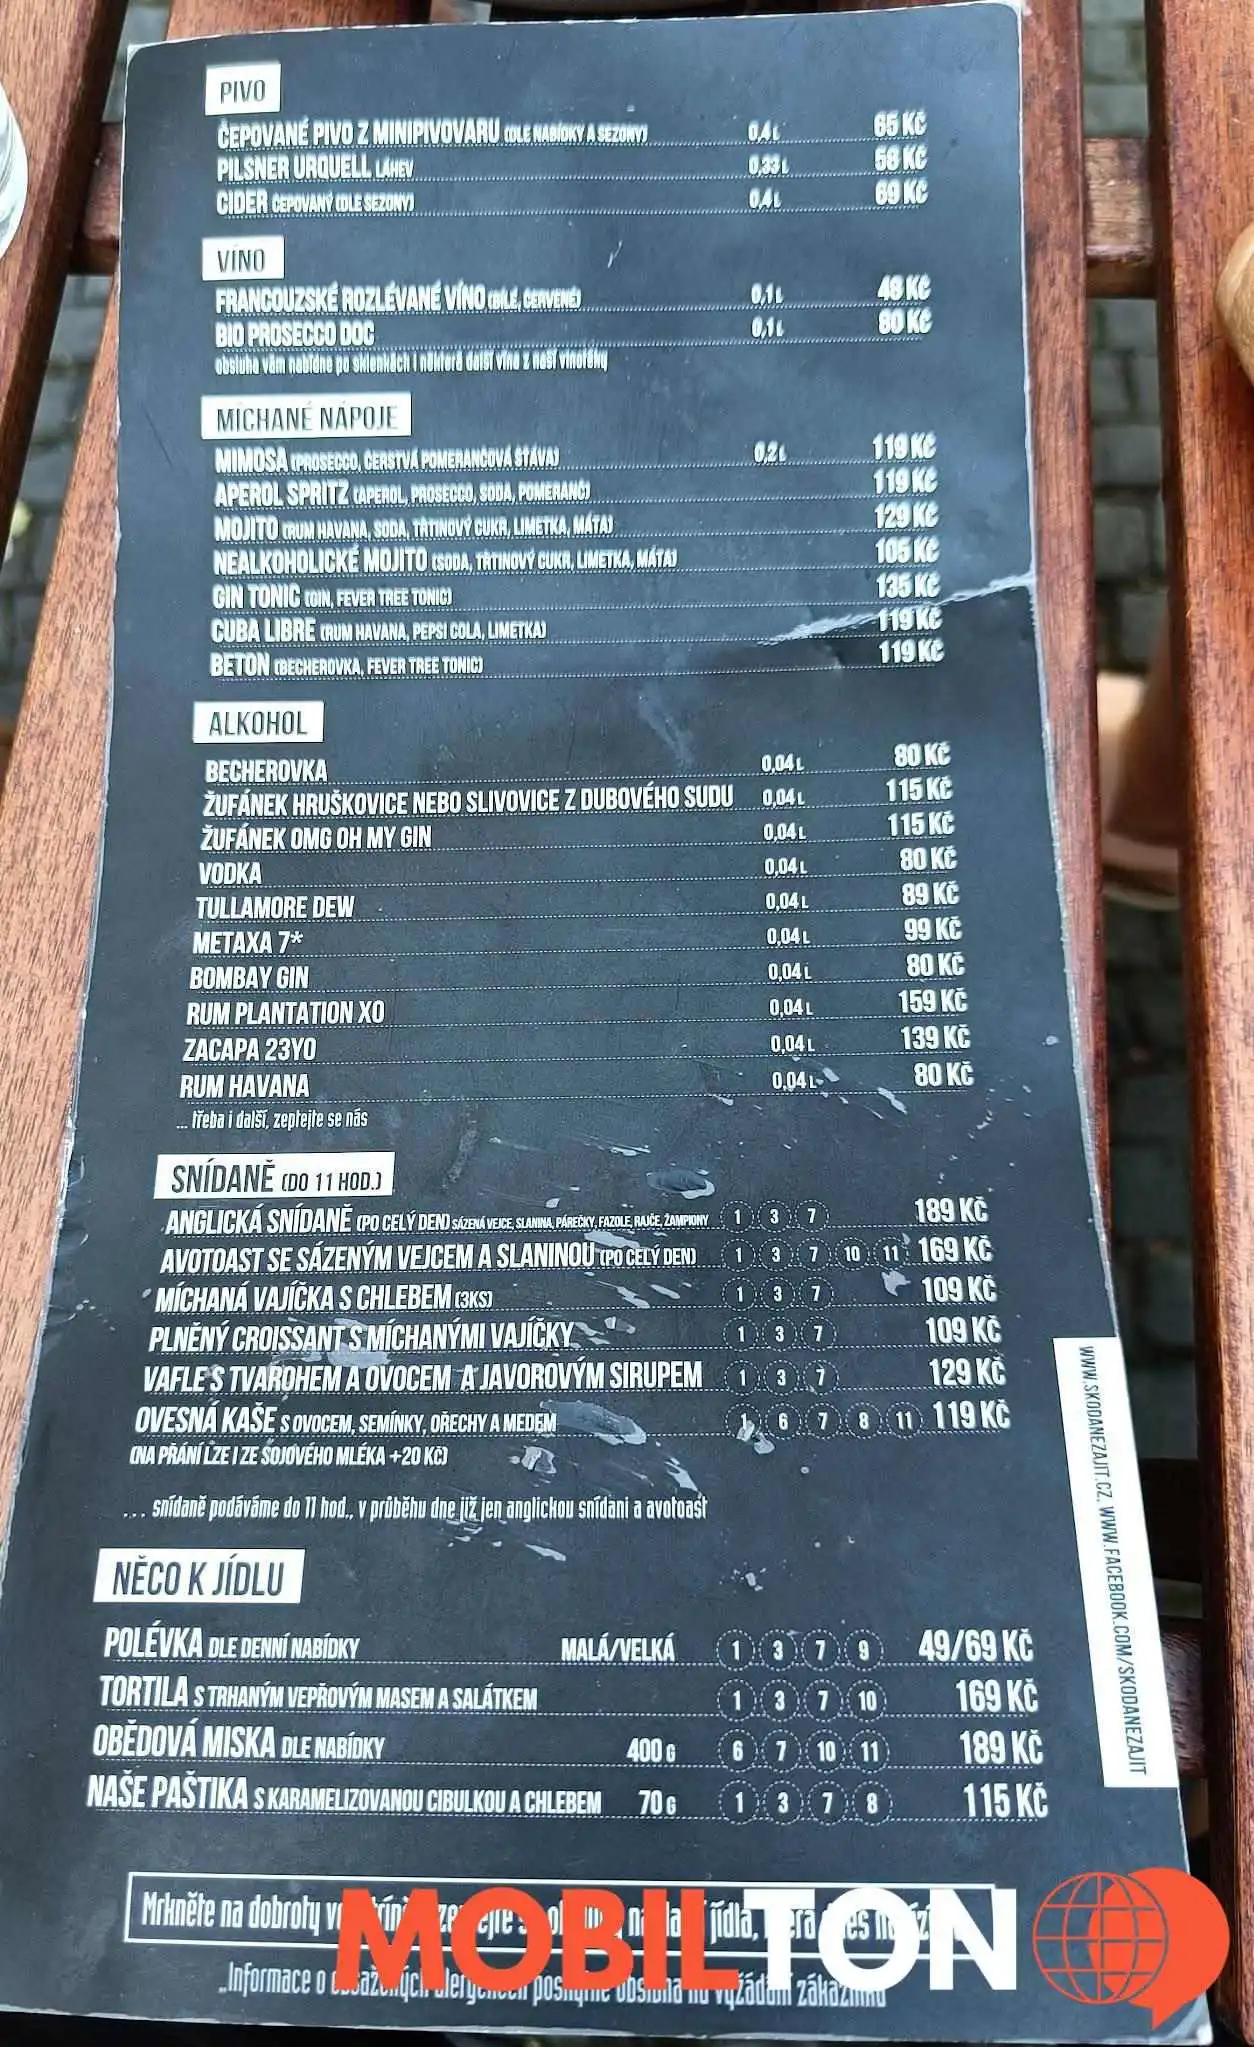 PIVO
ČEPOVANÉ PIVO Z MINIPIVOVARU (DLE NABÍDKY A SEZONY) 0,4 L 65 KČ
PILSNER URQUELL LÁHEV 0,33 L 58 KČ
CIDER ČEPOVANÝ (DLE SEZONY) 0,4 L 69 KČ
VÍNO
FRANCOUZSKÉ ROZLÉVANÉ VÍNO (BÍLÉ, ČERVENÉ) 0,1 L 48 KČ
BIO PROSECCO DOC 0,1 L 80 KČ
obsluha vám nabídne po skleničkách i některá další vína z naší vinotéky
MÍCHANÉ NÁPOJE
MIMOSA (PROSECCO, ČERSTVÁ POMERANČOVÁ ŠŤÁVA) 0,2 L 119 KČ
APEROL SPRITZ (APEROL, PROSECCO, SODA, POMERANČ) 119 KČ
MOJITO (RUM HAVANA, SODA, TŘTINOVÝ CUKR, LIMETKA, MÁTA) 129 KČ
NEALKOHOLICKÉ MOJITO (SODA, TŘTINOVÝ CUKR, LIMETKA, MÁTA) 105 KČ
GIN TONIC (GIN, FEVER TREE TONIC) 135 KČ
CUBA LIBRE (RUM HAVANA, PEPSI COLA, LIMETKA) 119 KČ
BETON (BECHEROVKA, FEVER TREE TONIC) 119 KČ
ALKOHOL
BECHEROVKA 0,04 L 80 KČ
ŽUFÁNEK HRUŠKOVICE NEBO SLIVOVICE Z DUBOVÉHO SUDU 0,04 L 115 KČ
ŽUFÁNEK OMG OH MY GIN 0,04 L 115 KČ
VODKA 0,04 L 80 KČ
TULLAMORE DEW 0,04 L 89 KČ
METAXA 7* 0,04 L 99 KČ
BOMBAY GIN 0,04 L 80 KČ
RUM PLANTATION XO 0,04 L 159 KČ
ZACAPA 23YO 0,04 L 139 KČ
RUM HAVANA 0,04 L 80 KČ
... třeba i další, zeptejte se nás
SNÍDANĚ (DO 11 HOD.)
ANGLICKÁ SNÍDANĚ (PO CELÝ DEN) SÁZENÁ VEJCE, SLANINA, PÁREČKY, FAZOLE, RAJČE, ŽAMPIONY 1 3 7 189 KČ
AVOTOAST SE SÁZENÝM VEJCEM A SLANINOU (PO CELÝ DEN) 1 3 7 10 11 169 KČ
MÍCHANÁ VAJÍČKA S CHLEBEM (3KS) 1 3 7 109 KČ
PLNĚNÝ CROISSANT S MÍCHANÝMI VAJÍČKY 1 3 7 109 KČ
VAFLE S TVAROHEM A OVOCEM A JAVOROVÝM SIRUPEM 1 3 7 129 KČ
OVESNÁ KAŠE S OVOCEM, SEMÍNKY, OŘECHY A MEDEM 1 6 7 8 11 119 KČ
(NA PŘÁNÍ LZE I ZE SOJOVÉHO MLÉKA +20 KČ)
... snídaně podáváme do 11 hod., v průběhu dne již jen anglickou snídani a avotoast
NĚCO K JÍDLU
POLÉVKA DLE DENNÍ NABÍDKY MALÁ/VELKÁ 1 3 7 9 49/69 KČ
TORTILA S TRHANÝM VEPŘOVÝM MASEM A SALÁTKEM 1 3 7 10 169 KČ
OBĚDOVÁ MISKA DLE NABÍDKY 400 G 6 7 10 11 189 KČ
NAŠE PAŠTIKA S KARAMELIZOVANOU CIBULKOU A CHLEBEM 70 G 1 3 7 8 115 KČ
WWW.SKODANEZAJIT.CZ, WWW.FACEBOOK.COM/SKODANEZAJIT
Mrkněte na dobroty jídla,
MOBILTON
Informace o obsažených alergenech poskytne obsluha na vyžádání zákazníka